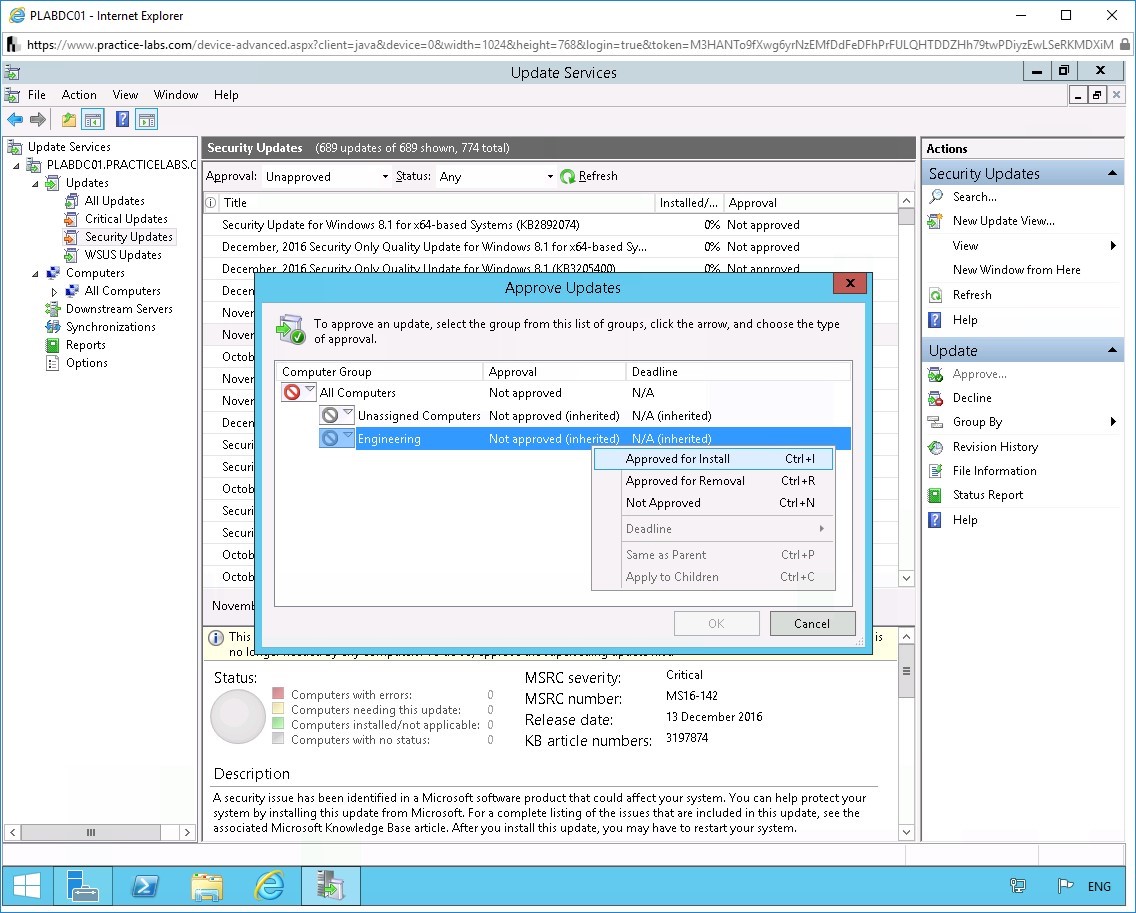 PLABDC01 - Internet Explorer
https://www.practice-labs.com/device-advanced.aspx?client=java&device=0&width=1024&height=768&login=true&token=M3HANTo9fXwg6yrNzEMfDdFeDFhPrFULQHTDDZHh79twPDiyzEwLSeRKMDXiM
Update Services
File Action View Window Help
Update Services
PLABDC01.PRACTICELABS.C
Updates
All Updates
Critical Updates
Security Updates
WSUS Updates
Computers
All Computers
Downstream Servers
Synchronizations
Reports
Options
Security Updates (689 updates of 689 shown, 774 total)
Approval: Unapproved Status: Any Refresh
Title Installed/... Approval
Security Update for Windows 8.1 for x64-based Systems (KB2892074) 0% Not approved
December, 2016 Security Only Quality Update for Windows 8.1 for x64-based Sy... 0% Not approved
December, 2016 Security Only Quality Update for Windows 8.1 (KB3205400) 0% Not approved
Decem
Novem
Novem
Octob
Novem
Novem
Decem
Securi
Securi
Octob
Securi
Securi
Octob
Octob
Novemb
Approve Updates
To approve an update, select the group from this list of groups, click the arrow, and choose the type
of approval.
Computer Group Approval Deadline
All Computers Not approved N/A
Unassigned Computers Not approved (inherited) N/A (inherited)
Engineering Not approved (inherited) N/A (inherited)
Approved for Install Ctrl+I
Approved for Removal Ctrl+R
Not Approved Ctrl+N
Deadline
Same as Parent Ctrl+P
Apply to Children Ctrl+C
OK Cancel
This is
Status:
Computers with errors: 0
Computers needing this update: 0
Computers installed/not applicable: 0
Computers with no status: 0
MSRC severity: Critical
MSRC number: MS16-142
Release date: 13 December 2016
KB article numbers: 3197874
Description
A security issue has been identified in a Microsoft software product that could affect your system. You can help protect your
system by installing this update from Microsoft. For a complete listing of the issues that are included in this update, see the
associated Microsoft Knowledge Base article. After you install this update, you may have to restart your system.
Actions
Security Updates
Search...
New Update View...
View
New Window from Here
Refresh
Help
Update
Approve...
Decline
Group By
Revision History
File Information
Status Report
Help
ENG